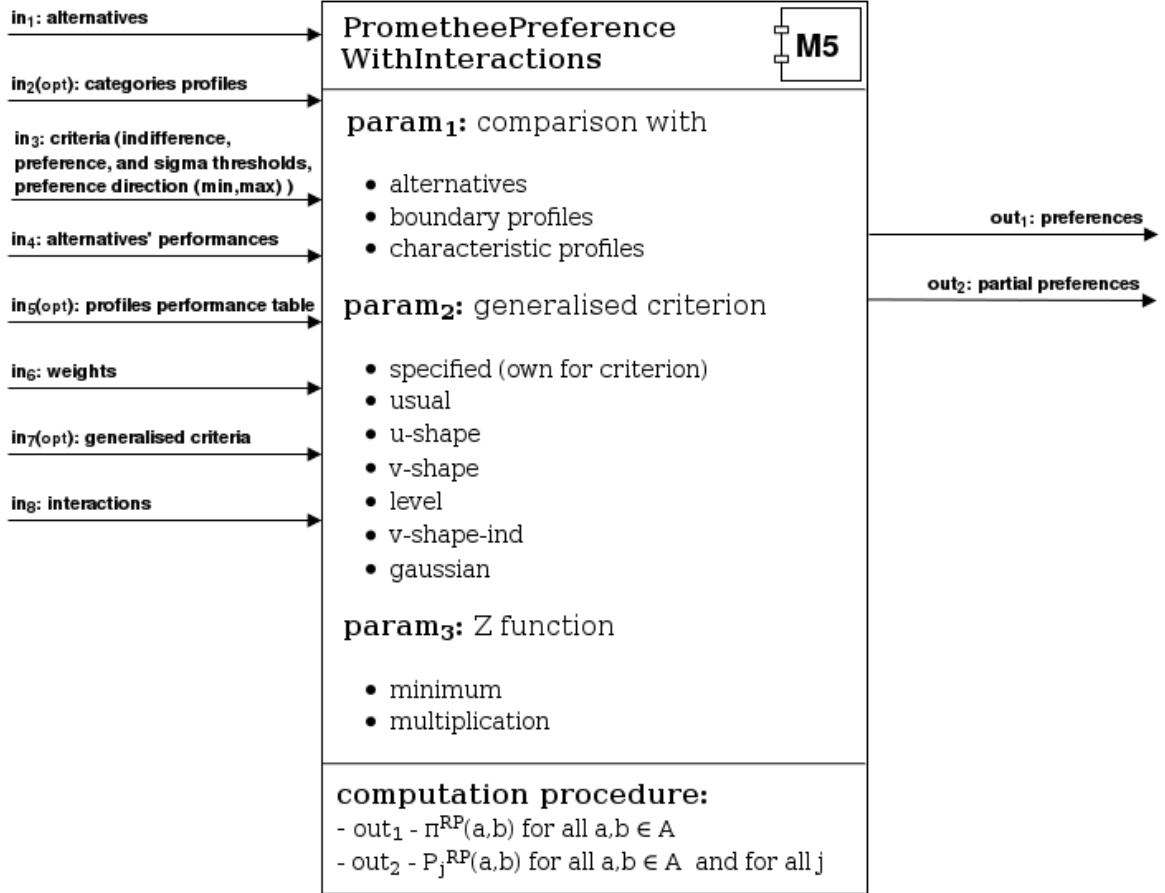 in₁: alternatives
in₂(opt): categories profiles
in₃: criteria (indifference,
preference, and sigma thresholds,
preference direction (min,max) )
in₄: alternatives' performances
in₅(opt): profiles performance table
in₆: weights
in₇(opt): generalised criteria
in₈: interactions
PrometheePreference
WithInteractions
M5
param₁: comparison with
• alternatives
• boundary profiles
• characteristic profiles
param₂: generalised criterion
• specified (own for criterion)
• usual
• u-shape
• v-shape
• level
• v-shape-ind
• gaussian
param₃: Z function
• minimum
• multiplication
computation procedure:
- out₁ - π^RP(a,b) for all a,b ∈ A
- out₂ - P_j^RP(a,b) for all a,b ∈ A and for all j
out₁: preferences
out₂: partial preferences